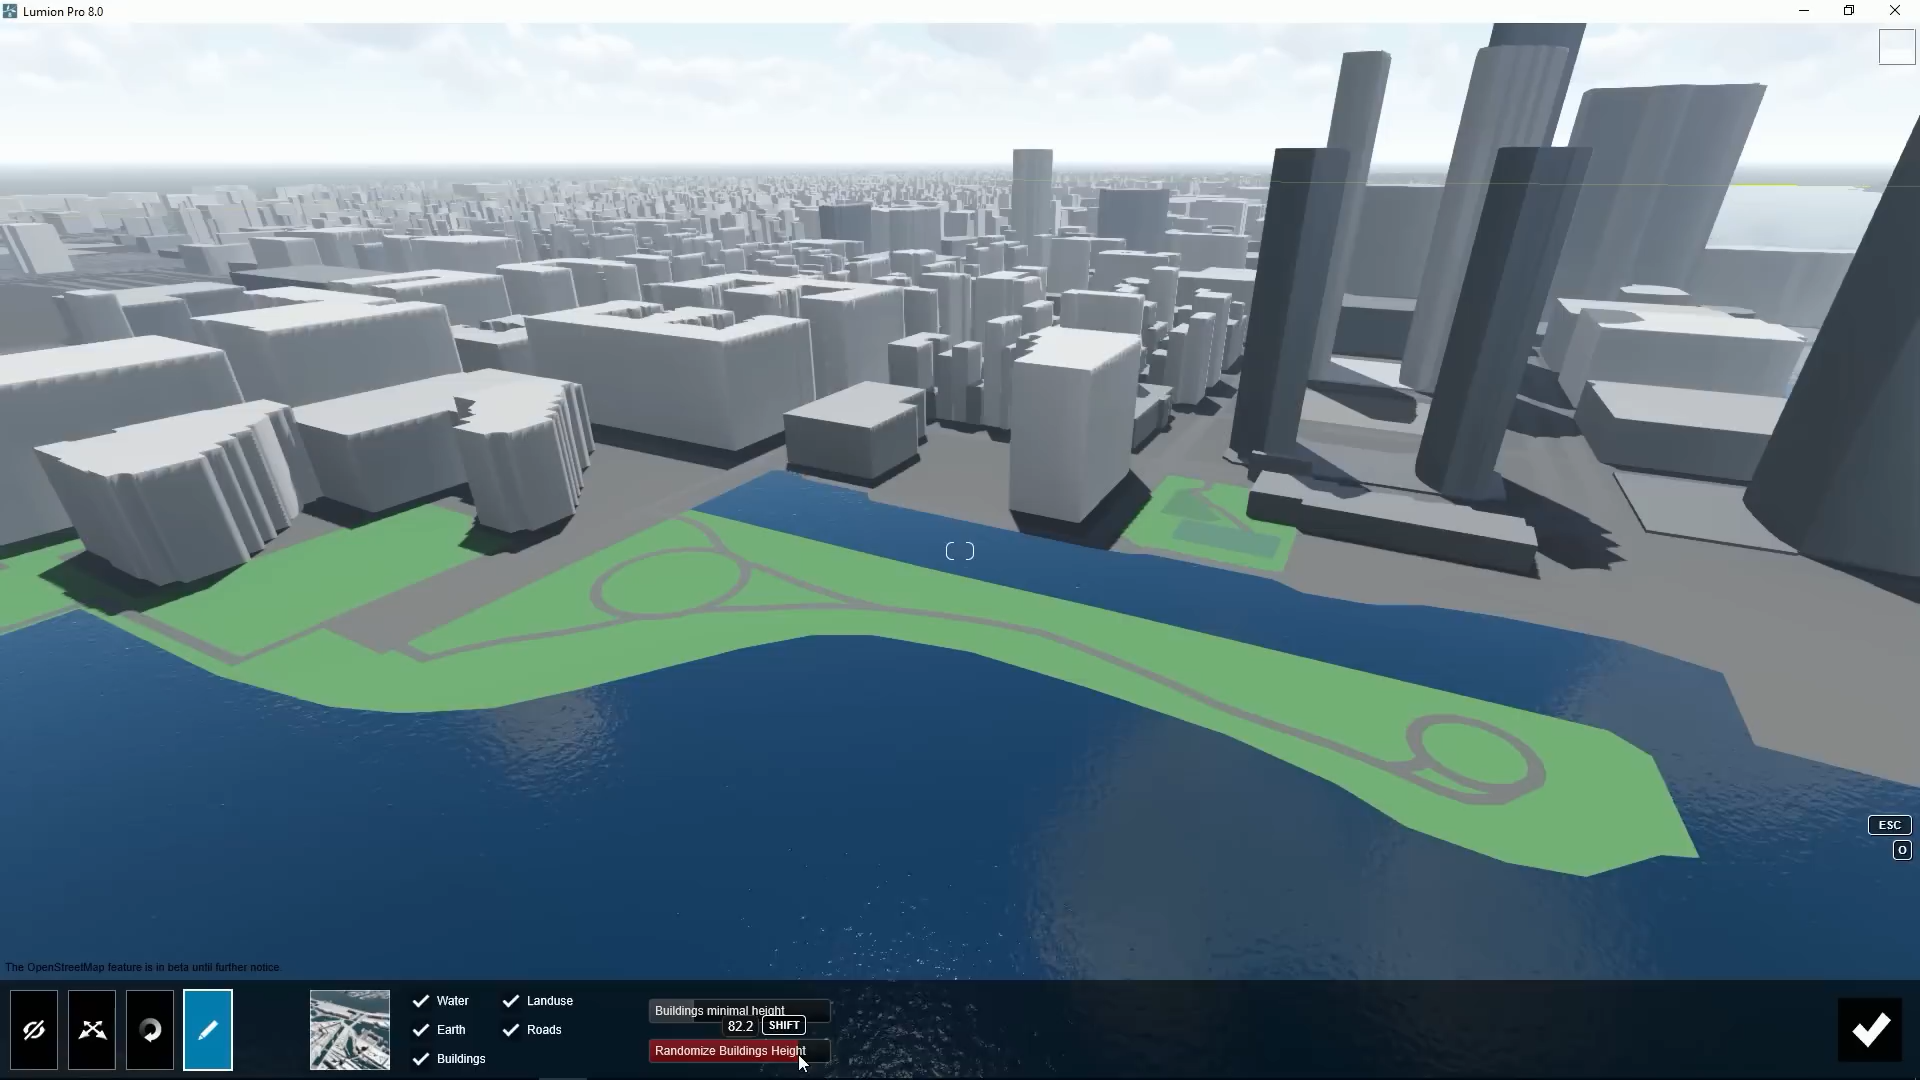 Lumion Pro 8.0
ESC
O
The OpenStreetMap feature is in beta until further notice.
Water
Landuse
Earth
Roads
Buildings
Buildings minimal height
82.2 SHIFT
Randomize Buildings Height